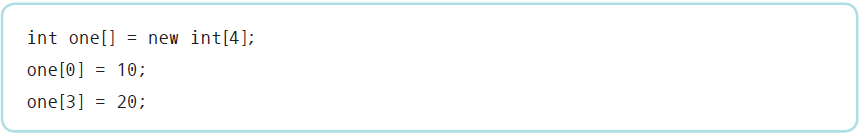 int one[] = new int[4];
one[0] = 10;
one[3] = 20;